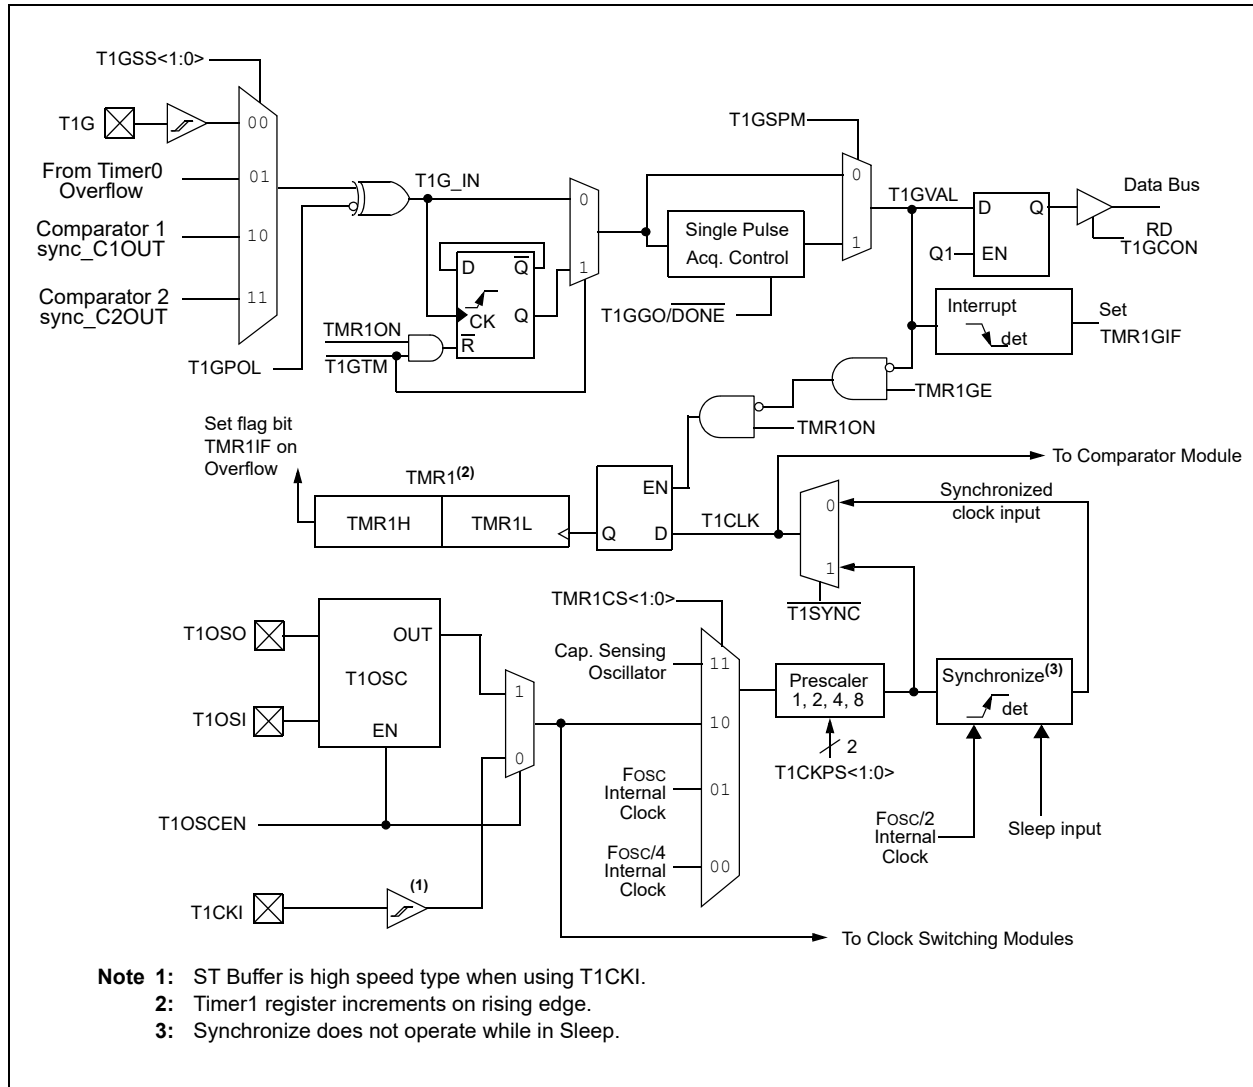 T1GSS<1:0>
T1G
00
From Timer0
Overflow
01
Comparator 1
sync_C1OUT
10
Comparator 2
sync_C2OUT
11
T1GPOL
T1G_IN
0
1
D
Q
CK
Q
R
TMR1ON
T1GTM
Single Pulse
Acq. Control
T1GGO/DONE
T1GSPM
0
1
T1GVAL
D
Q
Q1
EN
Data Bus
RD
T1GCON
Interrupt
det
Set
TMR1GIF
TMR1GE
TMR1ON
Set flag bit
TMR1IF on
Overflow
TMR1(2)
TMR1H
TMR1L
EN
Q
D
T1CLK
To Comparator Module
0
1
Synchronized
clock input
T1SYNC
TMR1CS<1:0>
T1OSO
T1OSI
OUT
T1OSC
EN
1
0
T1OSCEN
T1CKI
(1)
Cap. Sensing
Oscillator
11
10
FOSC
Internal
Clock
01
FOSC/4
Internal
Clock
00
Prescaler
1, 2, 4, 8
2
T1CKPS<1:0>
Synchronize(3)
det
FOSC/2
Internal
Clock
Sleep input
To Clock Switching Modules
Note 1: ST Buffer is high speed type when using T1CKI.
2: Timer1 register increments on rising edge.
3: Synchronize does not operate while in Sleep.